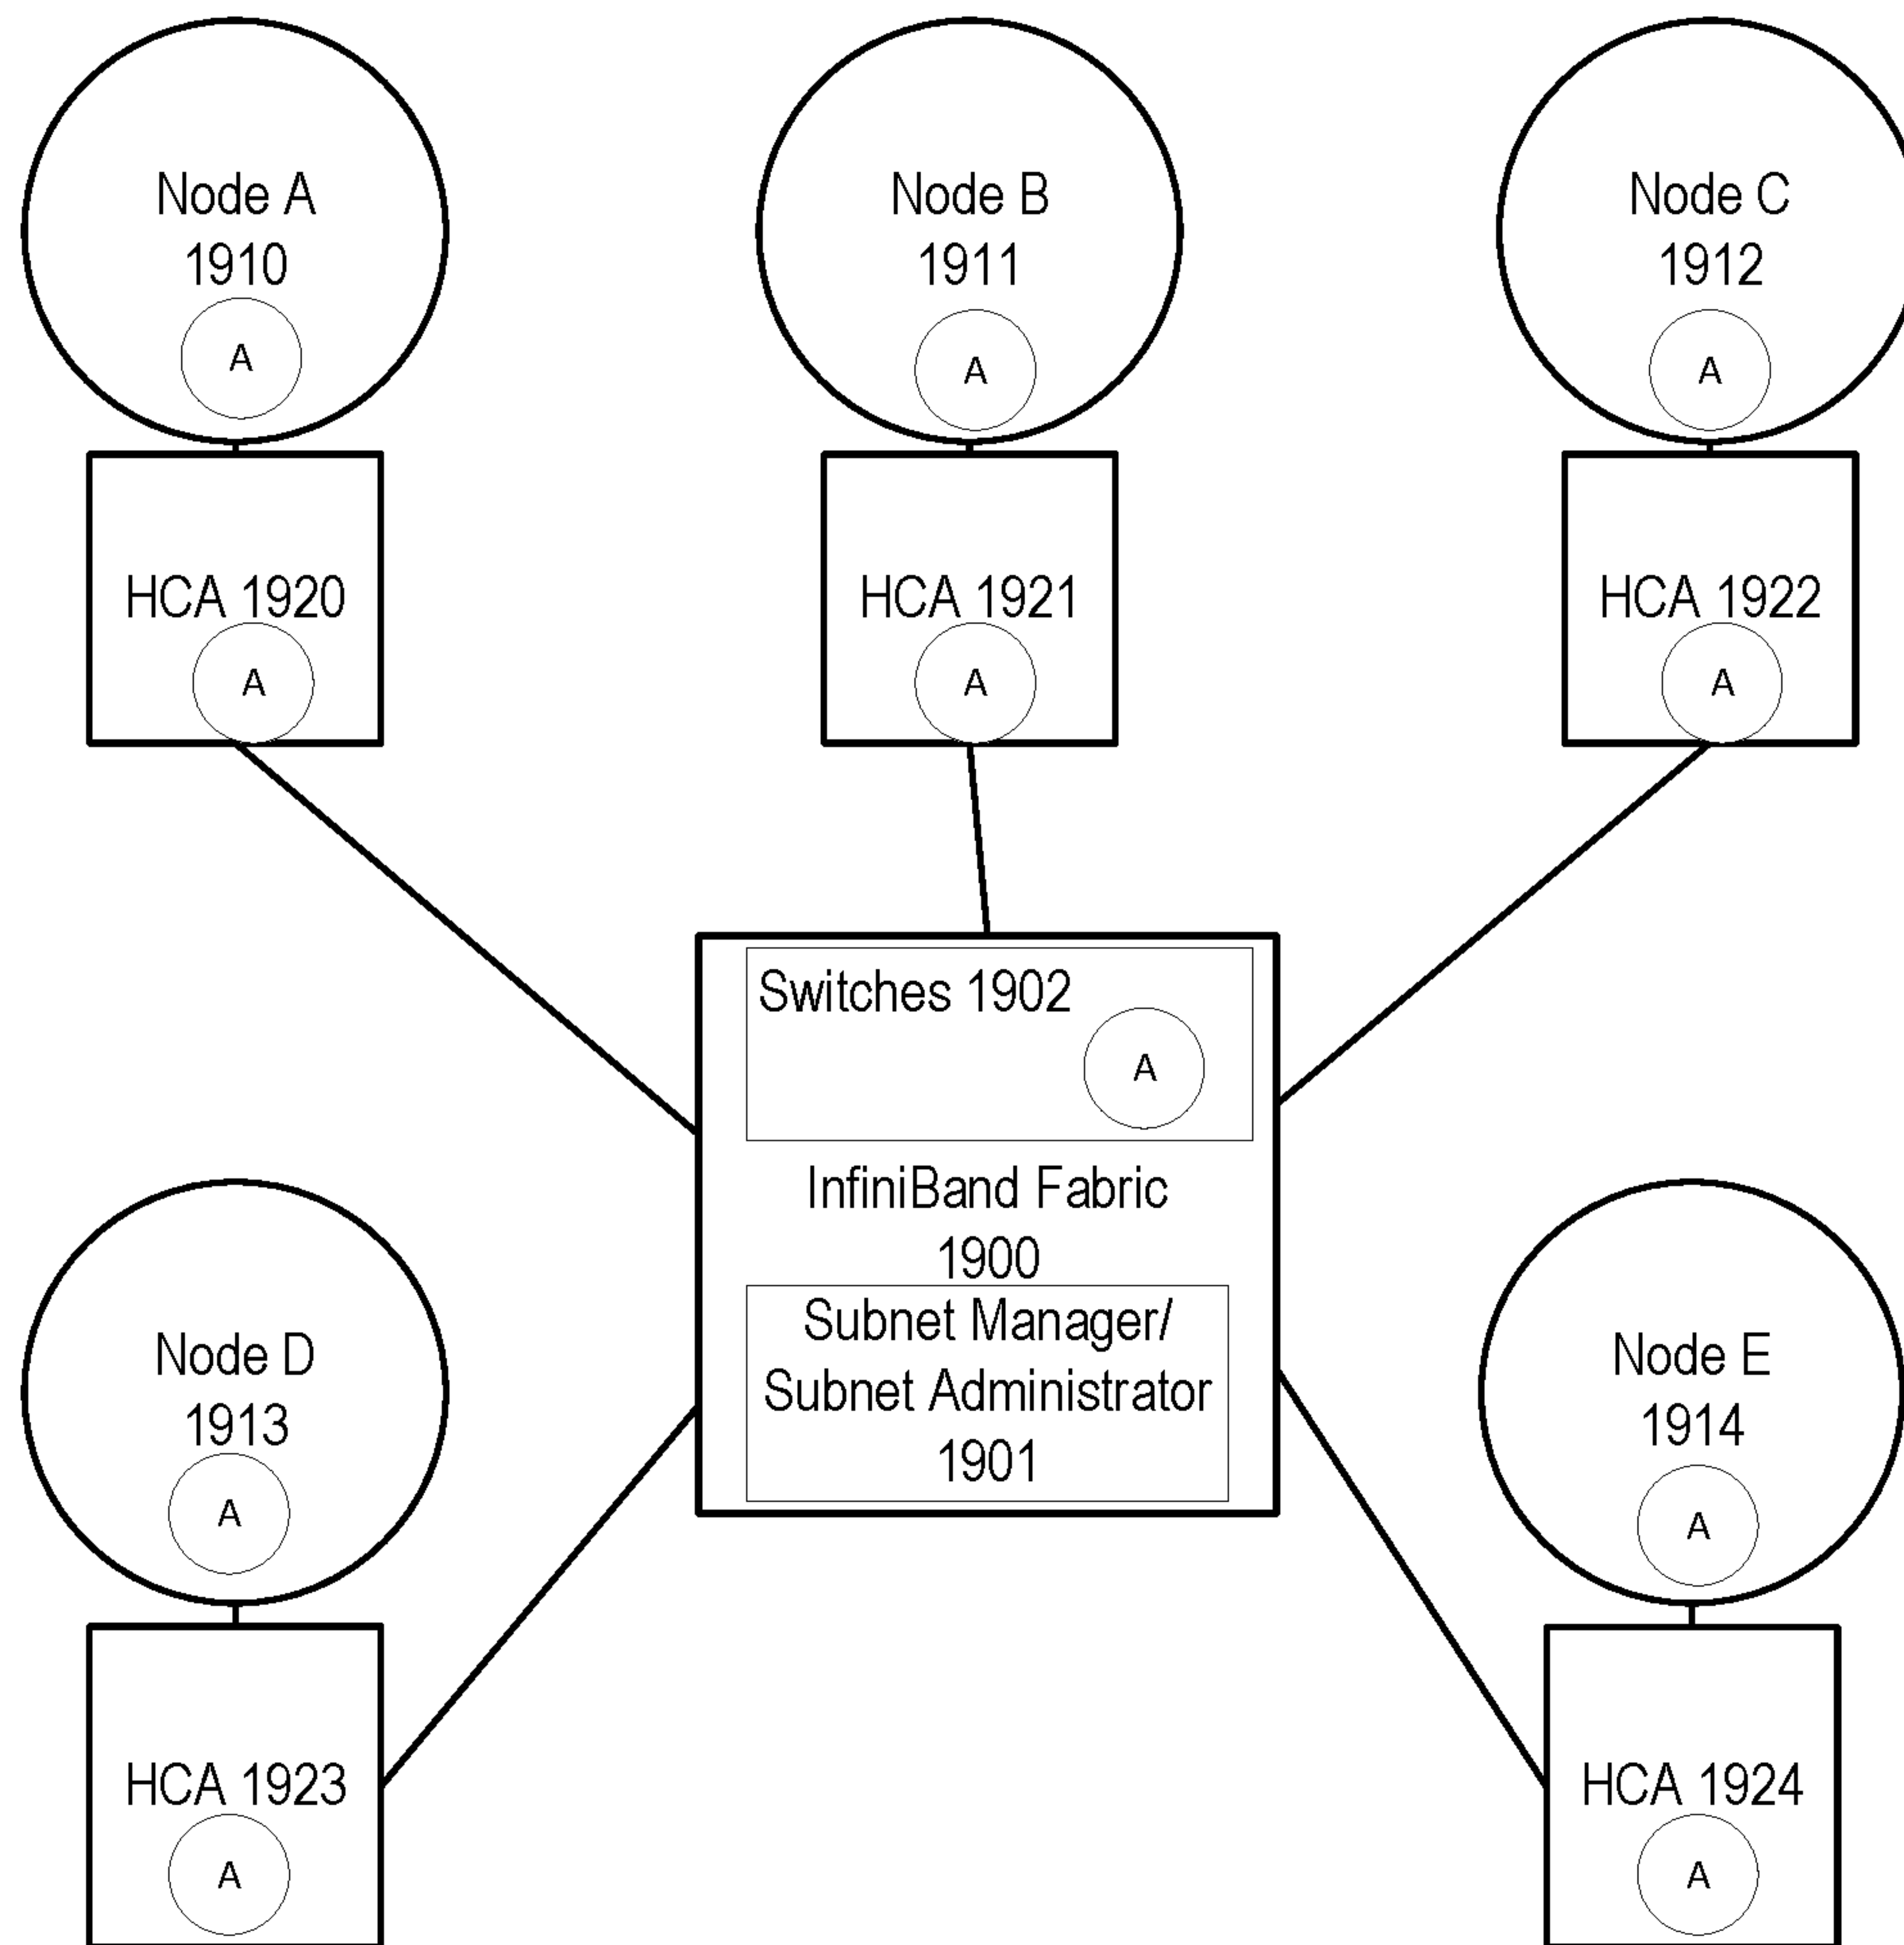 Node A
1910
A
Node B
1911
A
Node C
1912
A
HCA 1920
A
HCA 1921
A
HCA 1922
A
Switches 1902
A
InfiniBand Fabric
1900
Subnet Manager/
Subnet Administrator
1901
Node D
1913
A
Node E
1914
A
HCA 1923
A
HCA 1924
A